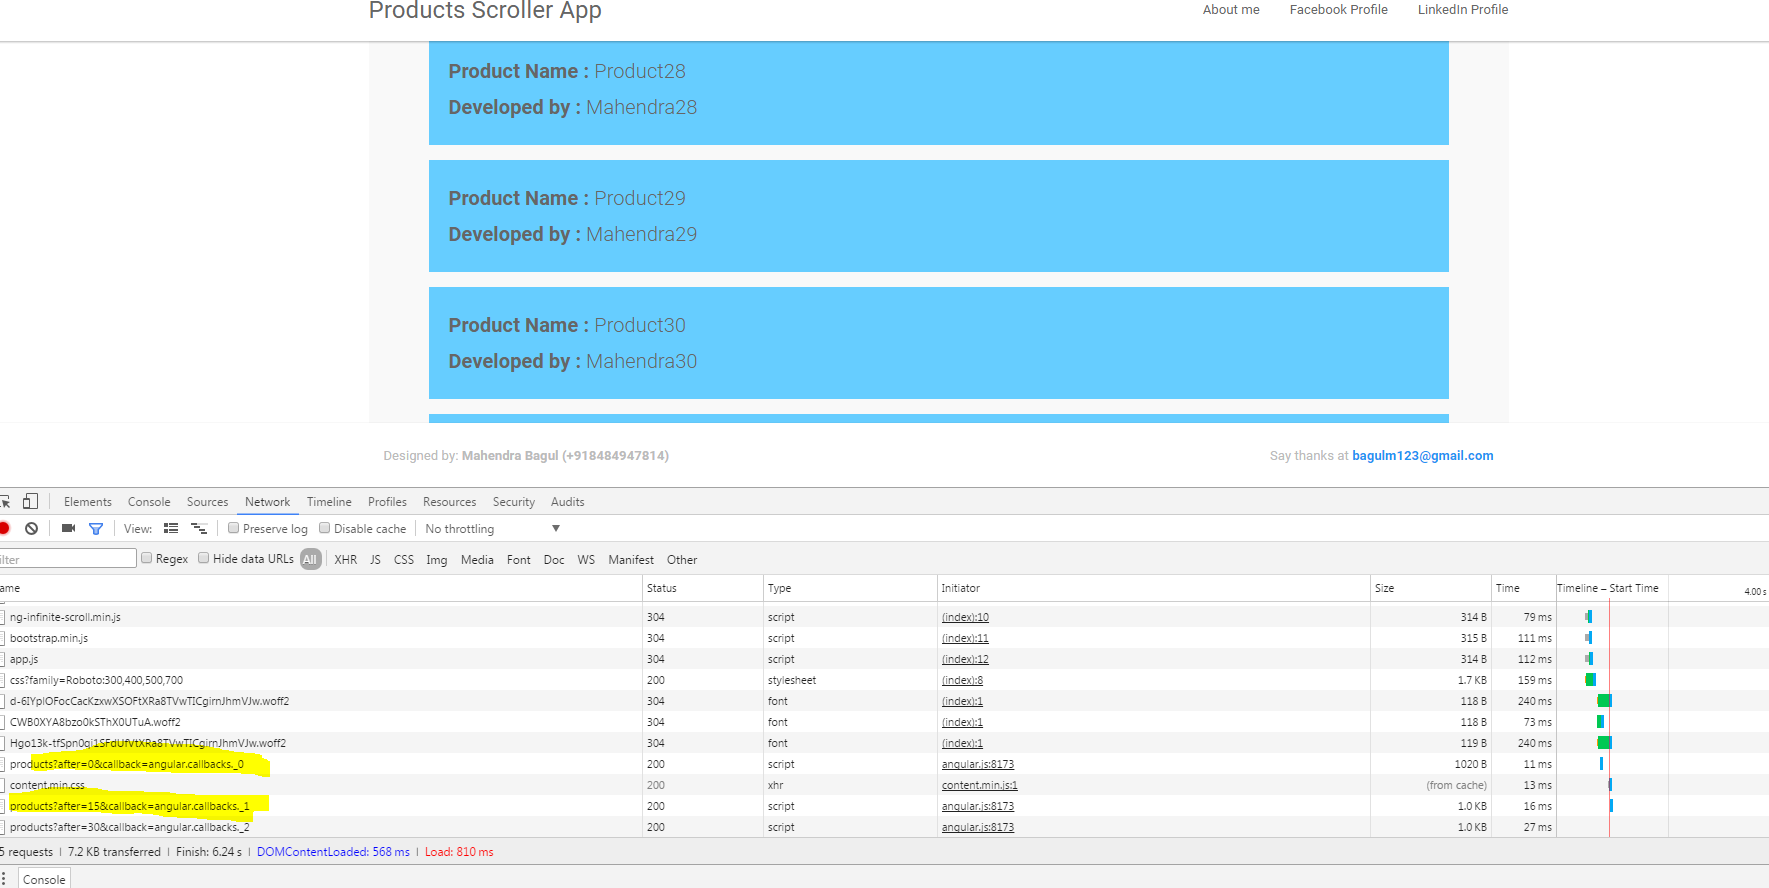 Products Scroller App About me Facebook Profile LinkedIn Profile
Product Name : Product28
Developed by : Mahendra28
Product Name : Product29
Developed by : Mahendra29
Product Name : Product30
Developed by : Mahendra30
Designed by: Mahendra Bagul (+918484947814) Say thanks at bagulm123@gmail.com
Elements Console Sources Network Timeline Profiles Resources Security Audits
View: Preserve log Disable cache No throttling
ilter Regex Hide data URLs All XHR JS CSS Img Media Font Doc WS Manifest Other
ame Status Type Initiator Size Time Timeline – Start Time 4.00 s
ng-infinite-scroll.min.js 304 script (index):10 314 B 79 ms
bootstrap.min.js 304 script (index):11 315 B 111 ms
app.js 304 script (index):12 314 B 112 ms
css?family=Roboto:300,400,500,700 200 stylesheet (index):8 1.7 KB 159 ms
304 font (index):1 118 B 240 ms
CWB0XYA8bzo0kSThX0UTuA.woff2 304 font (index):1 118 B 73 ms
304 font (index):1 119 B 240 ms
products?after=0&callback=angular.callbacks._0 200 script angular.js:8173 1020 B 11 ms
content.min.css 200 xhr content.min.js:1 (from cache) 13 ms
products?after=15&callback=angular.callbacks._1 200 script angular.js:8173 1.0 KB 16 ms
products?after=30&callback=angular.callbacks._2 200 script angular.js:8173 1.0 KB 27 ms
5 requests | 7.2 KB transferred | Finish: 6.24 s | DOMContentLoaded: 568 ms | Load: 810 ms
Console